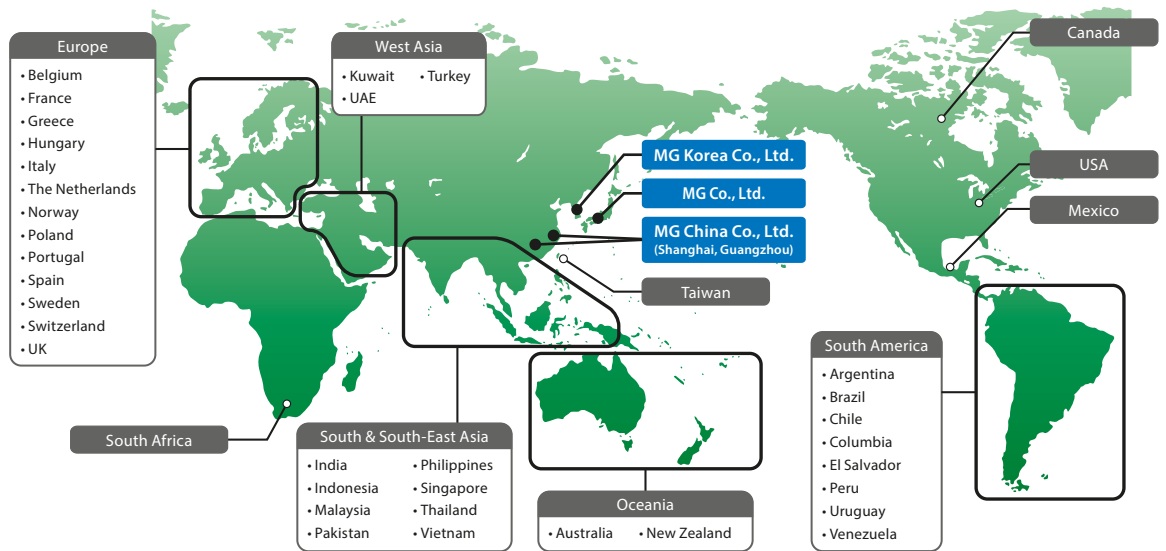 Europe
• Belgium
• France
• Greece
• Hungary
• Italy
• The Netherlands
• Norway
• Poland
• Portugal
• Spain
• Sweden
• Switzerland
• UK
West Asia
• Kuwait
• Turkey
• UAE
Canada
MG Korea Co., Ltd.
MG Co., Ltd.
MG China Co., Ltd.
(Shanghai, Guangzhou)
Taiwan
USA
Mexico
South Africa
South & South-East Asia
• India
• Indonesia
• Malaysia
• Pakistan
• Philippines
• Singapore
• Thailand
• Vietnam
Oceania
• Australia
• New Zealand
South America
• Argentina
• Brazil
• Chile
• Columbia
• El Salvador
• Peru
• Uruguay
• Venezuela